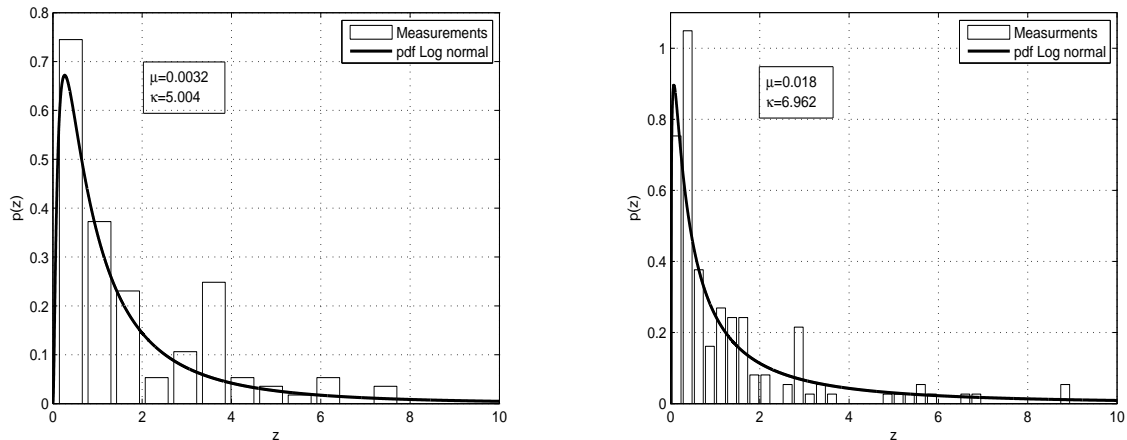 0.8
0.7
0.6
0.5
0.4
0.3
0.2
0.1
0
p(z)
Measurements
pdf Log normal
μ=0.0032
κ=5.004
0 2 4 6 8 10
z
1
0.8
0.6
0.4
0.2
0
p(z)
Measurements
pdf Log normal
μ=0.018
κ=6.962
0 2 4 6 8 10
z